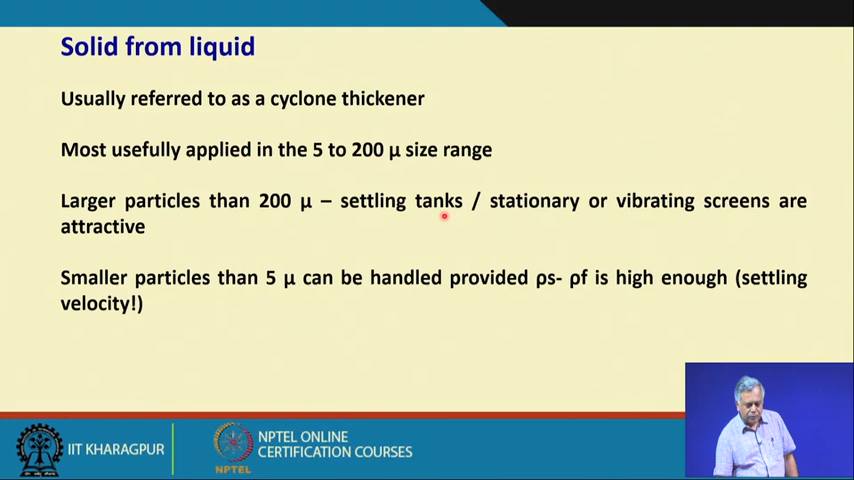 Solid from liquid
Usually referred to as a cyclone thickener
Most usefully applied in the 5 to 200 μ size range
Larger particles than 200 μ – settling tanks / stationary or vibrating screens are
attractive
Smaller particles than 5 μ can be handled provided ρs- ρf is high enough (settling
velocity!)
IIT KHARAGPUR
NPTEL
NPTEL ONLINE
CERTIFICATION COURSES